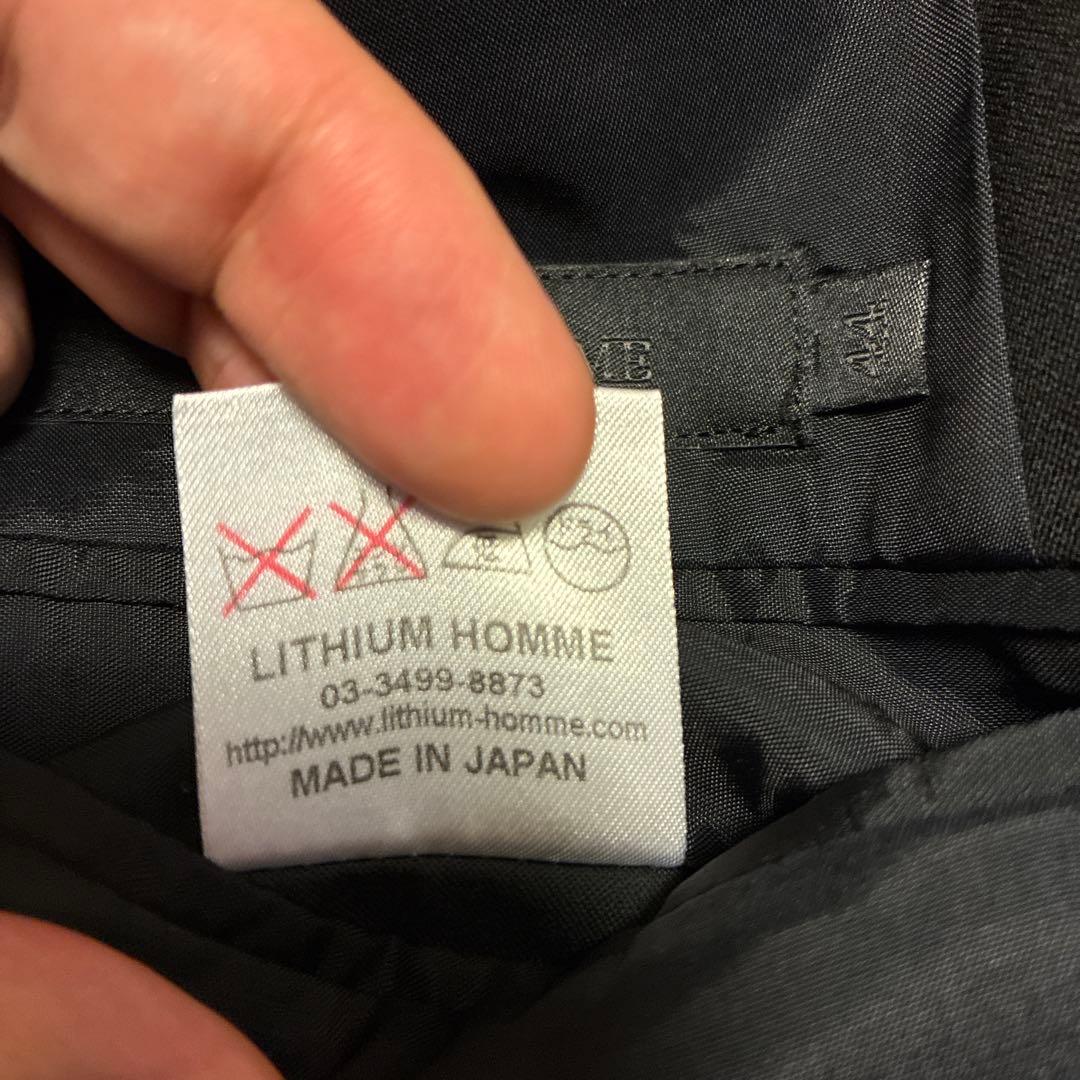 44
LITHIUM HOMME
03-3499-8873
http://www.lithium-homme.com
MADE IN JAPAN